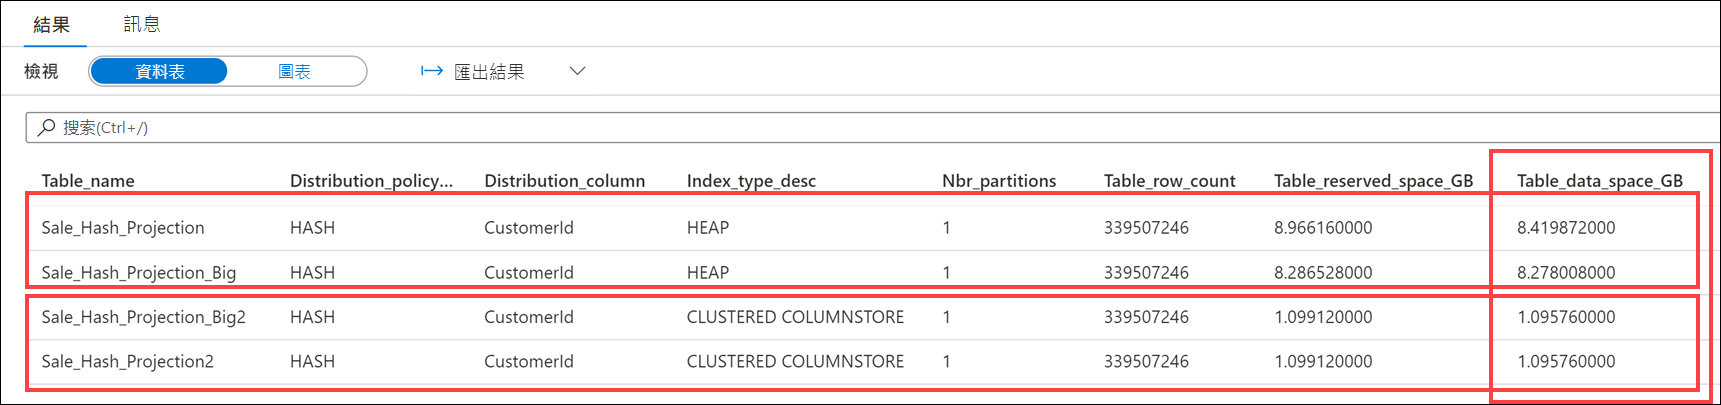 結果 訊息
檢視 資料表 圖表 匯出結果
搜索(Ctrl+/)
Table_name Distribution_policy... Distribution_column Index_type_desc Nbr_partitions Table_row_count Table_reserved_space_GB Table_data_space_GB
Sale_Hash_Projection HASH CustomerId HEAP 1 339507246 8.966160000 8.419872000
Sale_Hash_Projection_Big HASH CustomerId HEAP 1 339507246 8.286528000 8.278008000
Sale_Hash_Projection_Big2 HASH CustomerId CLUSTERED COLUMNSTORE 1 339507246 1.099120000 1.095760000
Sale_Hash_Projection2 HASH CustomerId CLUSTERED COLUMNSTORE 1 339507246 1.099120000 1.095760000